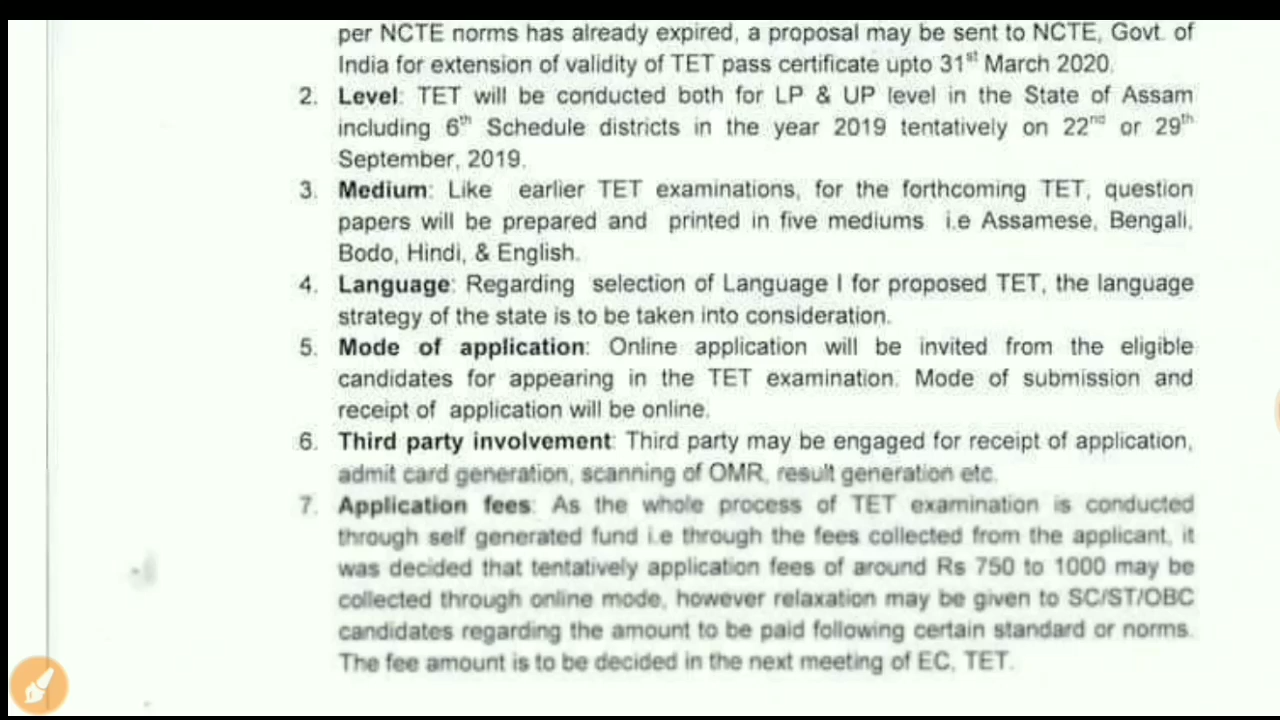 per NCTE norms has already expired, a proposal may be sent to NCTE, Govt. of
India for extension of validity of TET pass certificate upto 31st March 2020.
2. Level: TET will be conducted both for LP & UP level in the State of Assam
including 6th Schedule districts in the year 2019 tentatively on 22nd or 29th
September, 2019.
3. Medium: Like earlier TET examinations, for the forthcoming TET, question
papers will be prepared and printed in five mediums i.e Assamese, Bengali,
Bodo, Hindi, & English.
4. Language: Regarding selection of Language I for proposed TET, the language
strategy of the state is to be taken into consideration.
5. Mode of application: Online application will be invited from the eligible
candidates for appearing in the TET examination. Mode of submission and
receipt of application will be online.
6. Third party involvement: Third party may be engaged for receipt of application,
admit card generation, scanning of OMR, result generation etc.
7. Application fees: As the whole process of TET examination is conducted
through self generated fund i.e through the fees collected from the applicant, it
was decided that tentatively application fees of around Rs 750 to 1000 may be
collected through online mode, however relaxation may be given to SC/ST/OBC
candidates regarding the amount to be paid following certain standard or norms.
The fee amount is to be decided in the next meeting of EC, TET.